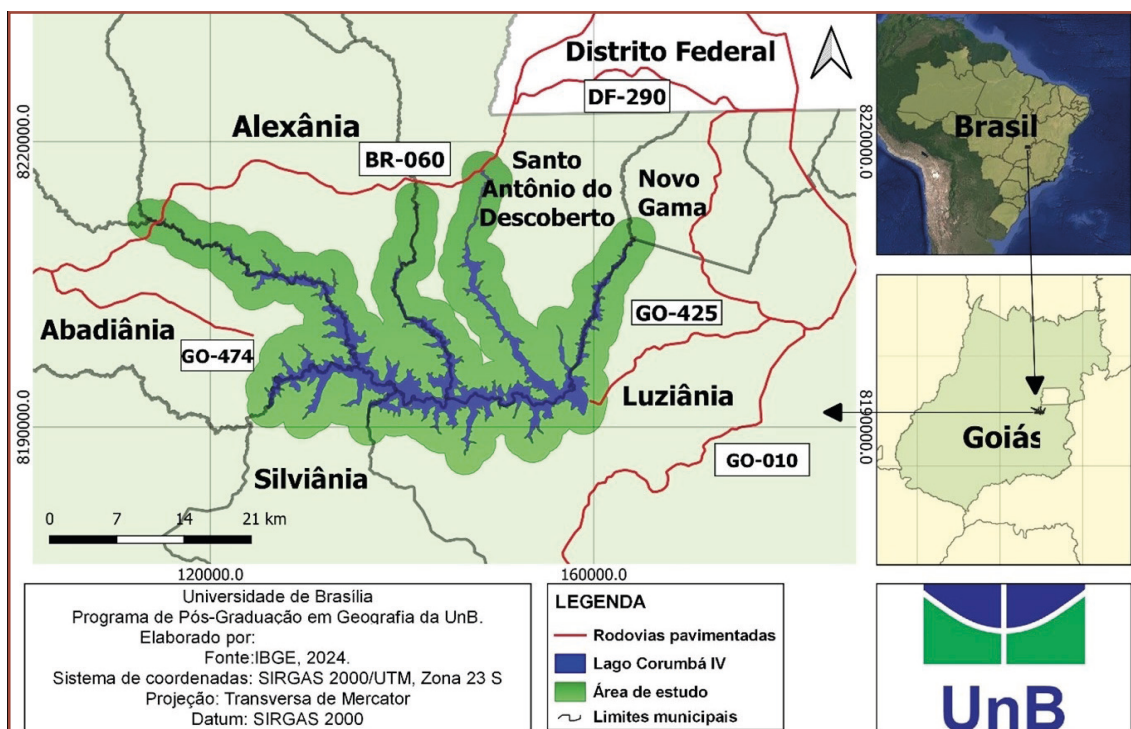 Distrito Federal
DF-290
Alexânia
BR-060
Santo
Antônio do
Descoberto
Novo
Gama
Abadiânia
GO-474
GO-425
Luziânia
Silviânia
GO-010
0 7 14 21 km
8220000.0
8190000.0
8220000.0
8190000.0
120000.0
160000.0
Brasil
Goiás
Universidade de Brasília
Programa de Pós-Graduação em Geografia da UnB.
Elaborado por:
Fonte:IBGE, 2024.
Sistema de coordenadas: SIRGAS 2000/UTM, Zona 23 S
Projeção: Transversa de Mercator
Datum: SIRGAS 2000
LEGENDA
Rodovias pavimentadas
Lago Corumbá IV
Área de estudo
Limites municipais
UnB